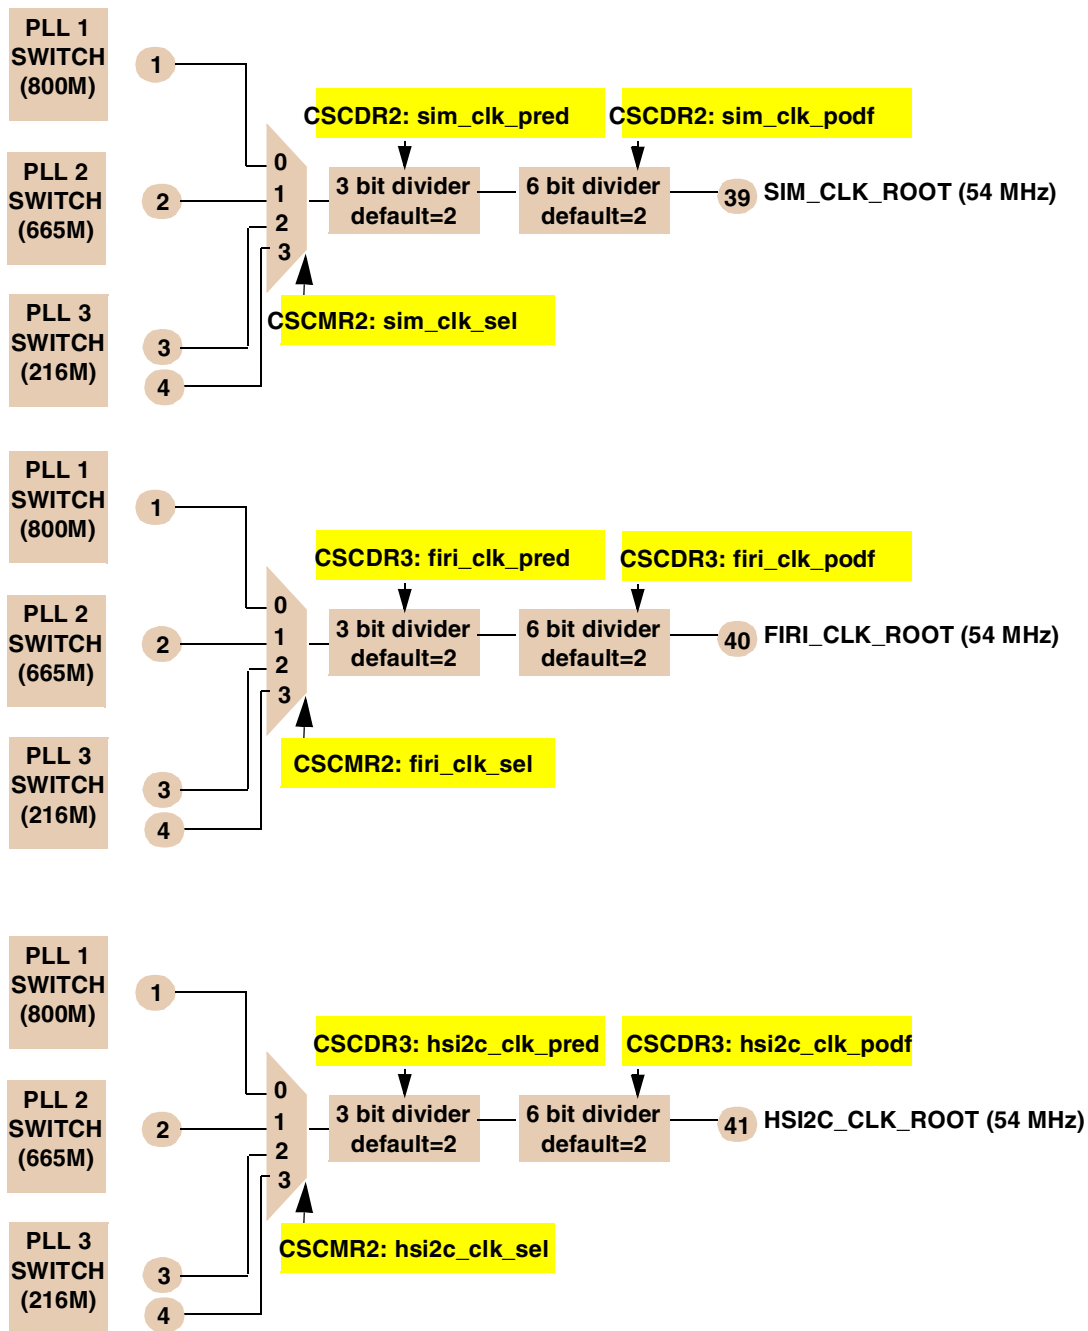 PLL 1
SWITCH
(800M)
1
CSCDR2: sim_clk_pred
CSCDR2: sim_clk_podf
PLL 2
SWITCH
(665M)
2
0
1
2
3
3 bit divider
default=2
6 bit divider
default=2
39
SIM_CLK_ROOT (54 MHz)
PLL 3
SWITCH
(216M)
3
4
CSCMR2: sim_clk_sel
PLL 1
SWITCH
(800M)
1
CSCDR3: firi_clk_pred
CSCDR3: firi_clk_podf
PLL 2
SWITCH
(665M)
2
0
1
2
3
3 bit divider
default=2
6 bit divider
default=2
40
FIRI_CLK_ROOT (54 MHz)
PLL 3
SWITCH
(216M)
3
4
CSCMR2: firi_clk_sel
PLL 1
SWITCH
(800M)
1
CSCDR3: hsi2c_clk_pred
CSCDR3: hsi2c_clk_podf
PLL 2
SWITCH
(665M)
2
0
1
2
3
3 bit divider
default=2
6 bit divider
default=2
41
HSI2C_CLK_ROOT (54 MHz)
PLL 3
SWITCH
(216M)
3
4
CSCMR2: hsi2c_clk_sel